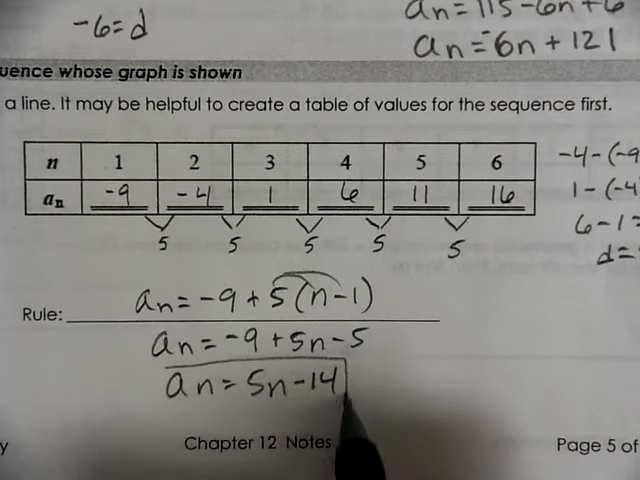 -6=d
an=115-6n+6
an=-6n+121
uence whose graph is shown
a line. It may be helpful to create a table of values for the sequence first.
n 1 2 3 4 5 6
an -9 -4 1 6 11 16
5 5 5 5 5
-4-(-9
1-(-4
6-1=
d=
Rule: an=-9+5(n-1)
an=-9+5n-5
an=5n-14
y Chapter 12 Notes Page 5 of